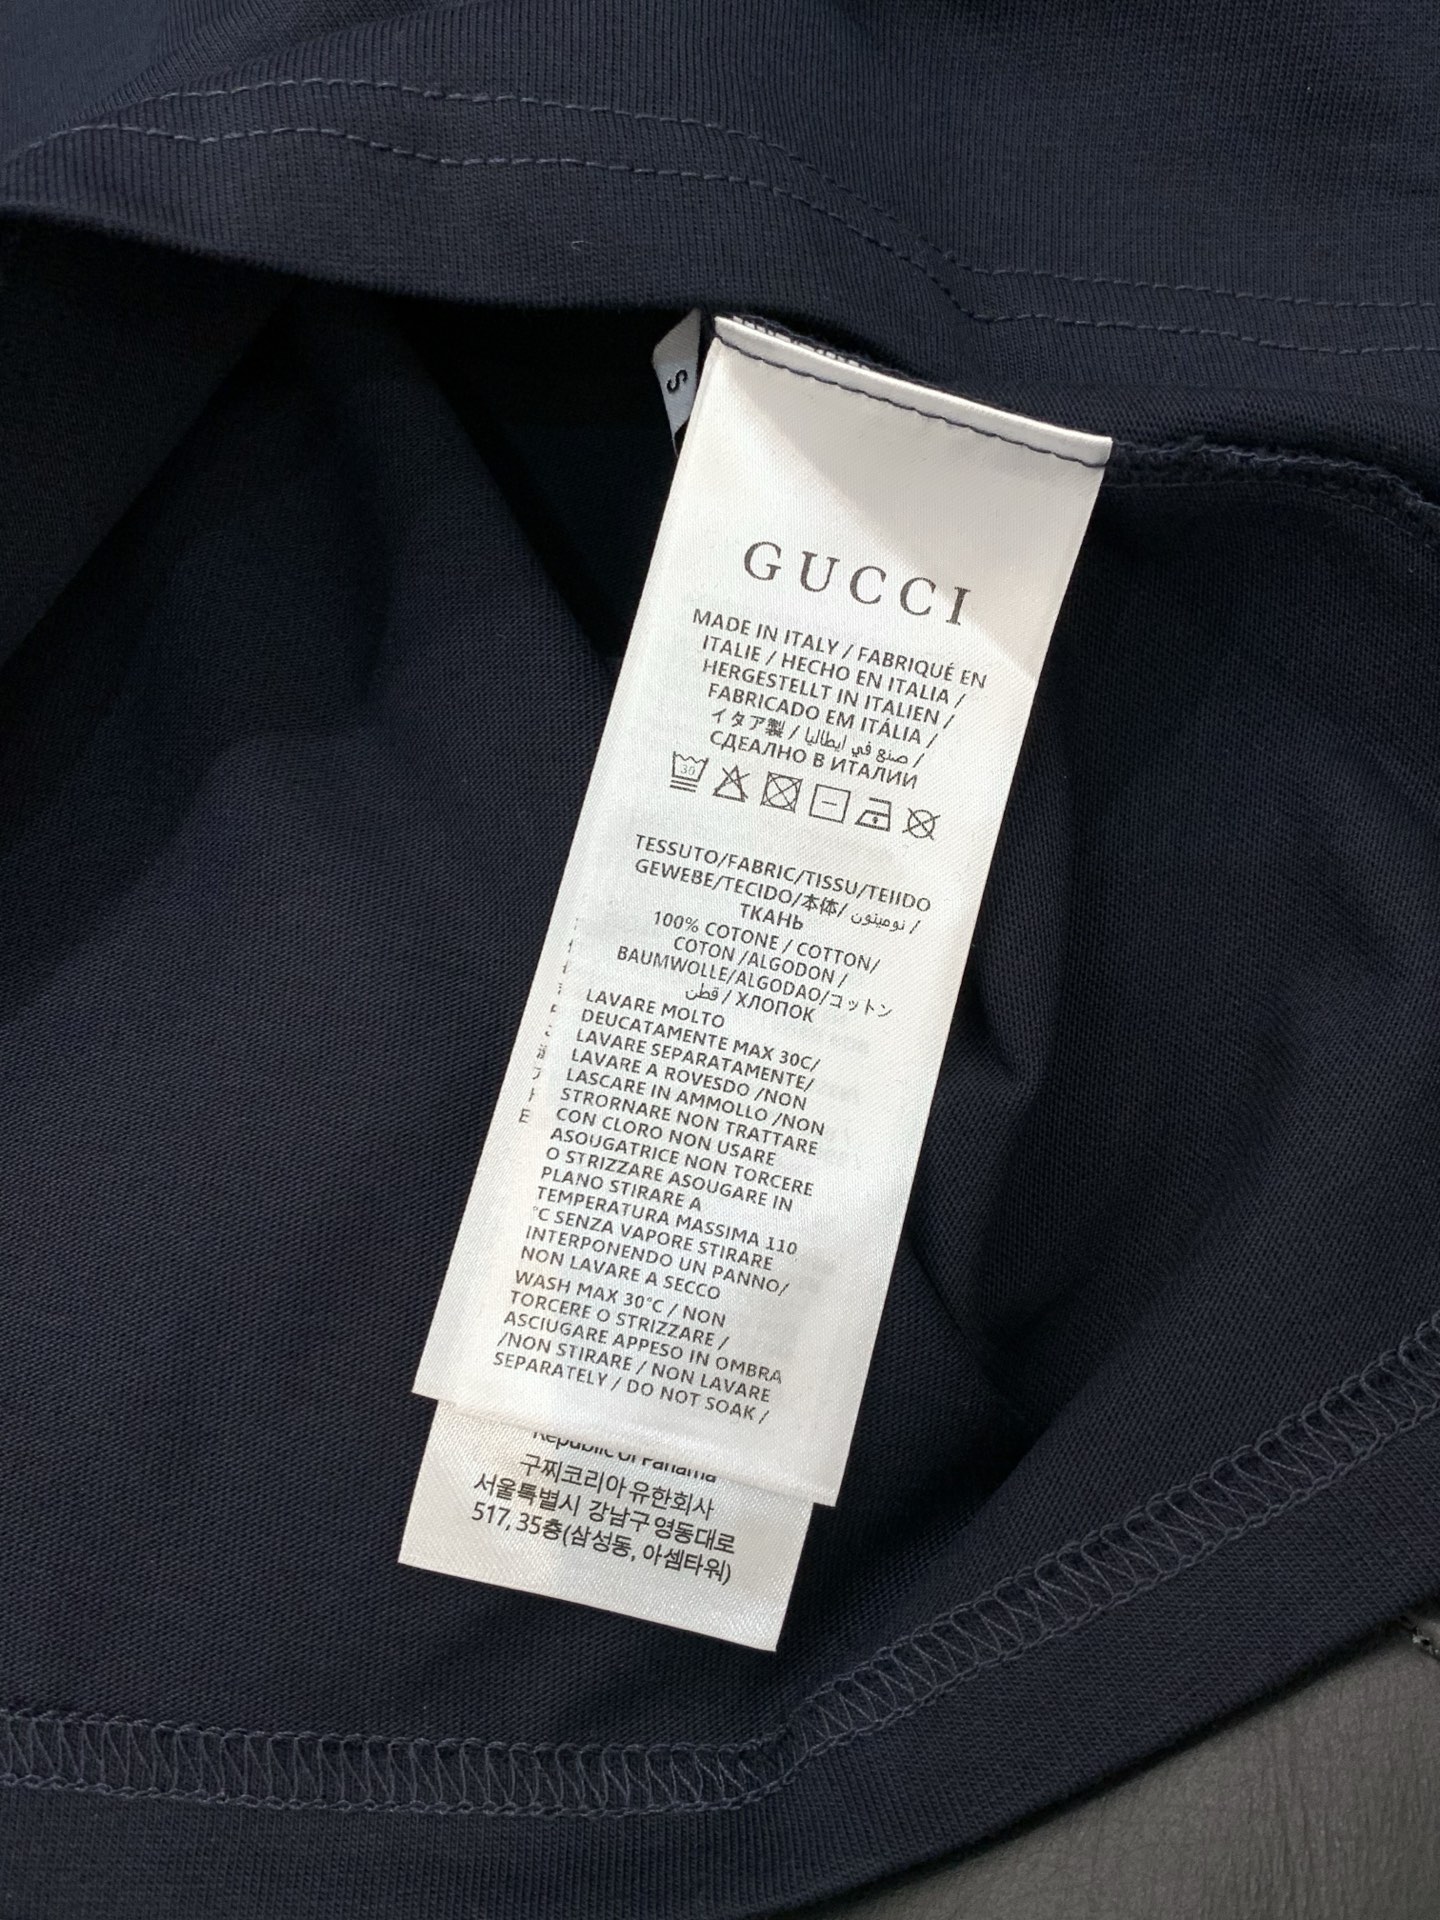 S
GUCCI
MADE IN ITALY / FABRIQUÉ EN
ITALIE / HECHO EN ITALIA /
HERGESTELLT IN ITALIEN /
FABRICADO EM ITÁLIA /
イタア製 / صنع في ايطاليا /
СДЕАЛНО В ИТАЛИИ
30
TESSUTO/FABRIC/TISSU/TEIIDO
GEWEBE/TECIDO/本体/ نوميتون /
ТКАНЬ
100% COTONE / COTTON/
COTON /ALGODON /
BAUMWOLLE/ALGODAO/コットン
قطن / ХЛОПОК
LAVARE MOLTO
DEUCATAMENTE MAX 30C/
LAVARE SEPARATAMENTE/
LAVARE A ROVESDO /NON
LASCARE IN AMMOLLO /NON
STRORNARE NON TRATTARE
CON CLORO NON USARE
ASOUGATRICE NON TORCERE
O STRIZZARE ASOUGARE IN
PLANO STIRARE A
TEMPERATURA MASSIMA 110
°C SENZA VAPORE STIRARE
INTERPONENDO UN PANNO/
NON LAVARE A SECCO
WASH MAX 30°C / NON
TORCERE O STRIZZARE /
ASCIUGARE APPESO IN OMBRA
/NON STIRARE / NON LAVARE
SEPARATELY / DO NOT SOAK /
Republic of Panama
구찌코리아 유한회사
서울특별시 강남구 영동대로
517, 35층(삼성동, 아셈타워)